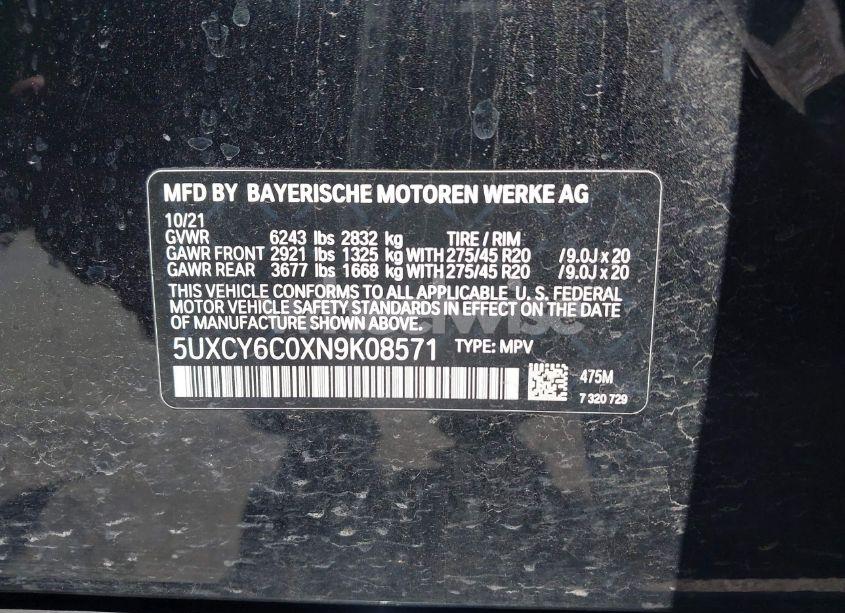 MFD BY BAYERISCHE MOTOREN WERKE AG
10/21
GVWR 6243 lbs 2832 kg TIRE / RIM
GAWR FRONT 2921 lbs 1325 kg WITH 275/45 R20 /9.0J x 20
GAWR REAR 3677 lbs 1668 kg WITH 275/45 R20 /9.0J x 20
THIS VEHICLE CONFORMS TO ALL APPLICABLE U. S. FEDERAL
MOTOR VEHICLE SAFETY STANDARDS IN EFFECT ON THE DATE
OF MANUFACTURE SHOWN ABOVE.
5UXCY6C0XN9K08571 TYPE: MPV
475M
7 320 729